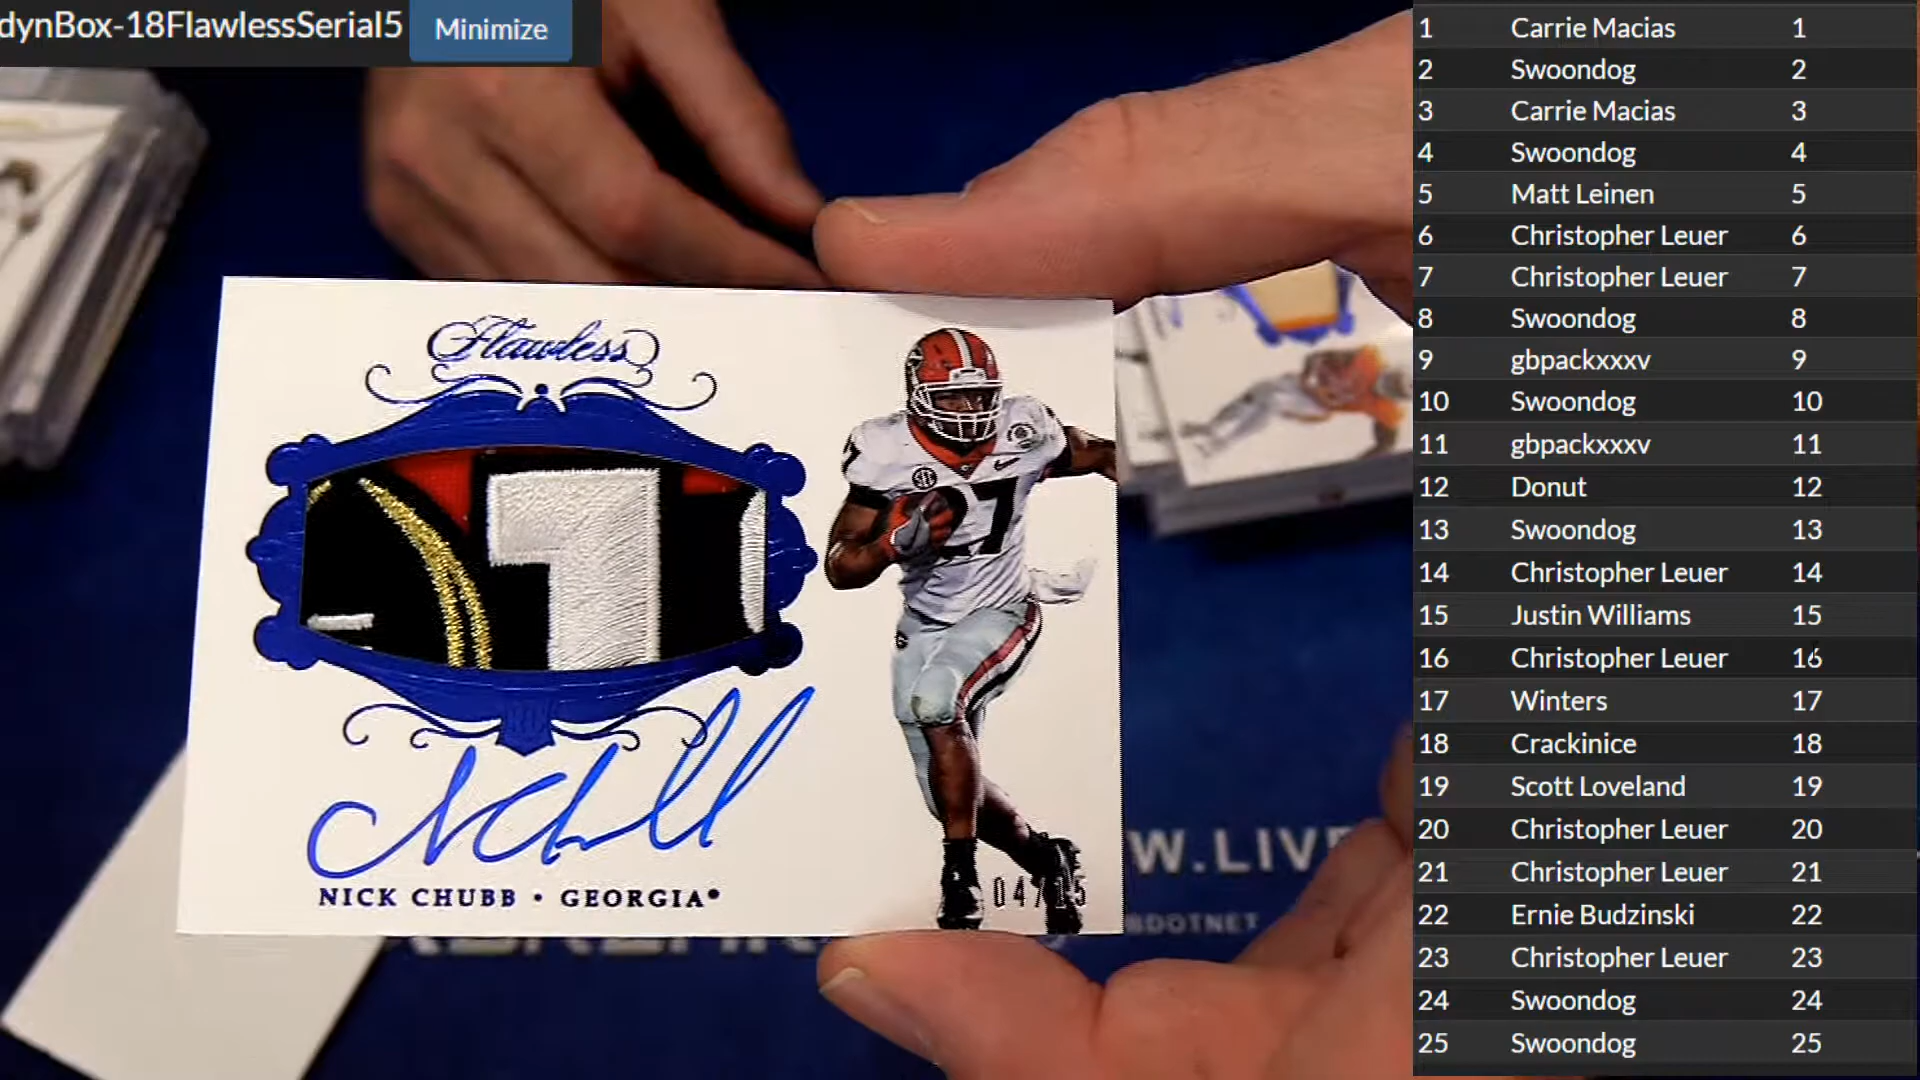 dynBox-18FlawlessSerial5 Minimize
Flawless
27
NICK CHUBB • GEORGIA
W.LIV
BDOTNET
1 Carrie Macias 1
2 Swoondog 2
3 Carrie Macias 3
4 Swoondog 4
5 Matt Leinen 5
6 Christopher Leuer 6
7 Christopher Leuer 7
8 Swoondog 8
9 gbpackxxxv 9
10 Swoondog 10
11 gbpackxxxv 11
12 Donut 12
13 Swoondog 13
14 Christopher Leuer 14
15 Justin Williams 15
16 Christopher Leuer 16
17 Winters 17
18 Crackinice 18
19 Scott Loveland 19
20 Christopher Leuer 20
21 Christopher Leuer 21
22 Ernie Budzinski 22
23 Christopher Leuer 23
24 Swoondog 24
25 Swoondog 25